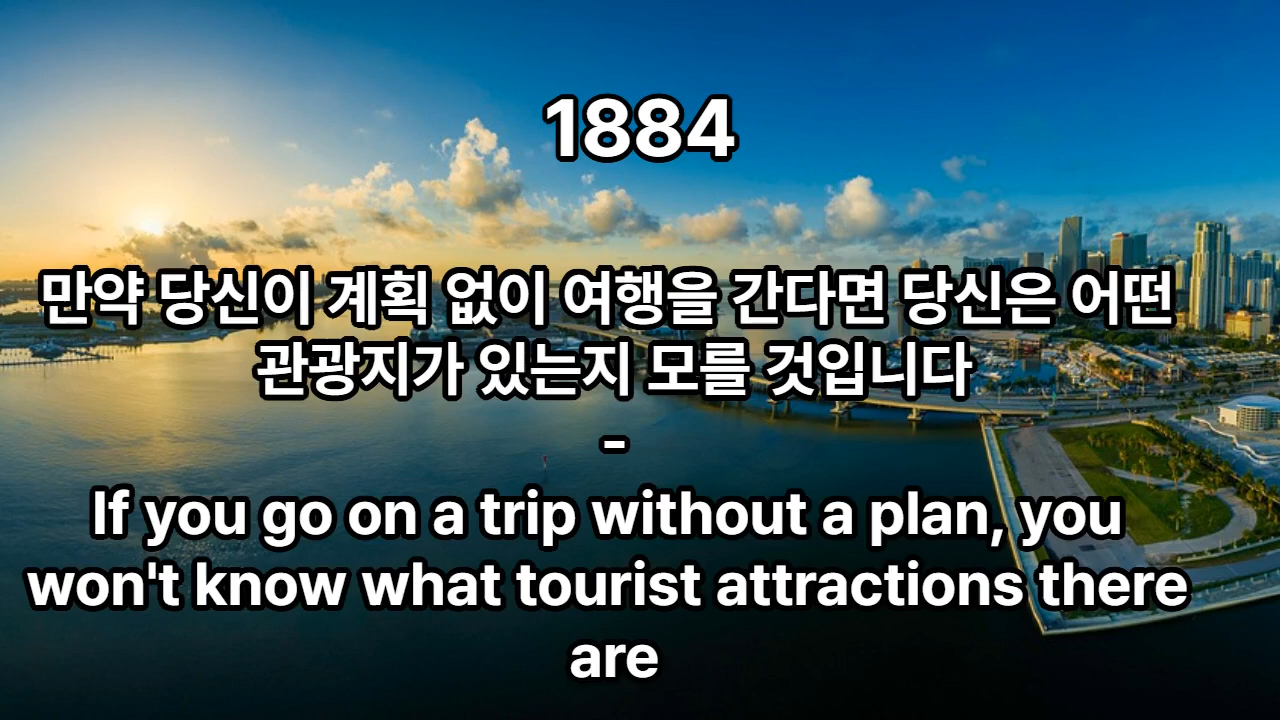 1884
만약 당신이 계획 없이 여행을 간다면 당신은 어떤
관광지가 있는지 모를 것입니다
-
If you go on a trip without a plan, you
won't know what tourist attractions there
are